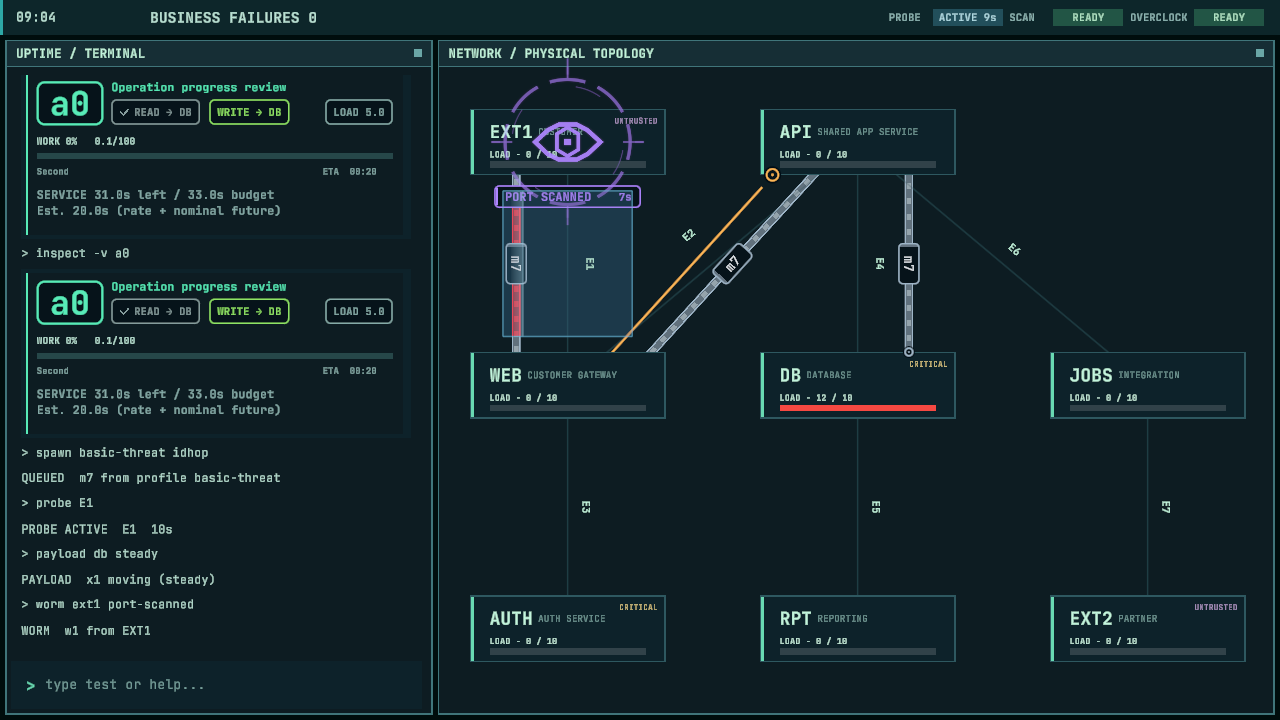 09:04
BUSINESS FAILURES 0
PROBE ACTIVE 9s SCAN READY OVERCLOCK READY
UPTIME / TERMINAL
a0
Operation progress review
✓ READ → DB
WRITE → DB
LOAD 5.0
WORK 0% 0.1/100
Second
ETA 00:20
SERVICE 31.0s left / 33.0s budget
Est. 20.0s (rate + nominal future)
> inspect -v a0
a0
Operation progress review
✓ READ → DB
WRITE → DB
LOAD 5.0
WORK 0% 0.1/100
Second
ETA 00:20
SERVICE 31.0s left / 33.0s budget
Est. 20.0s (rate + nominal future)
> spawn basic-threat idhop
QUEUED m7 from profile basic-threat
> probe E1
PROBE ACTIVE E1 10s
> payload db steady
PAYLOAD x1 moving (steady)
> worm ext1 port-scanned
WORM w1 from EXT1
> type test or help...
NETWORK / PHYSICAL TOPOLOGY
UNTRUSTED
EXT1 CUSTOMER
LOAD - 0 / 10
PORT SCANNED 7s
API SHARED APP SERVICE
LOAD - 0 / 10
m7
E1
E2
m7
E4
m7
E6
WEB CUSTOMER GATEWAY
LOAD - 0 / 10
CRITICAL
DB DATABASE
LOAD - 12 / 10
JOBS INTEGRATION
LOAD - 0 / 10
E3
E5
E7
CRITICAL
AUTH AUTH SERVICE
LOAD - 0 / 10
RPT REPORTING
LOAD - 0 / 10
UNTRUSTED
EXT2 PARTNER
LOAD - 0 / 10